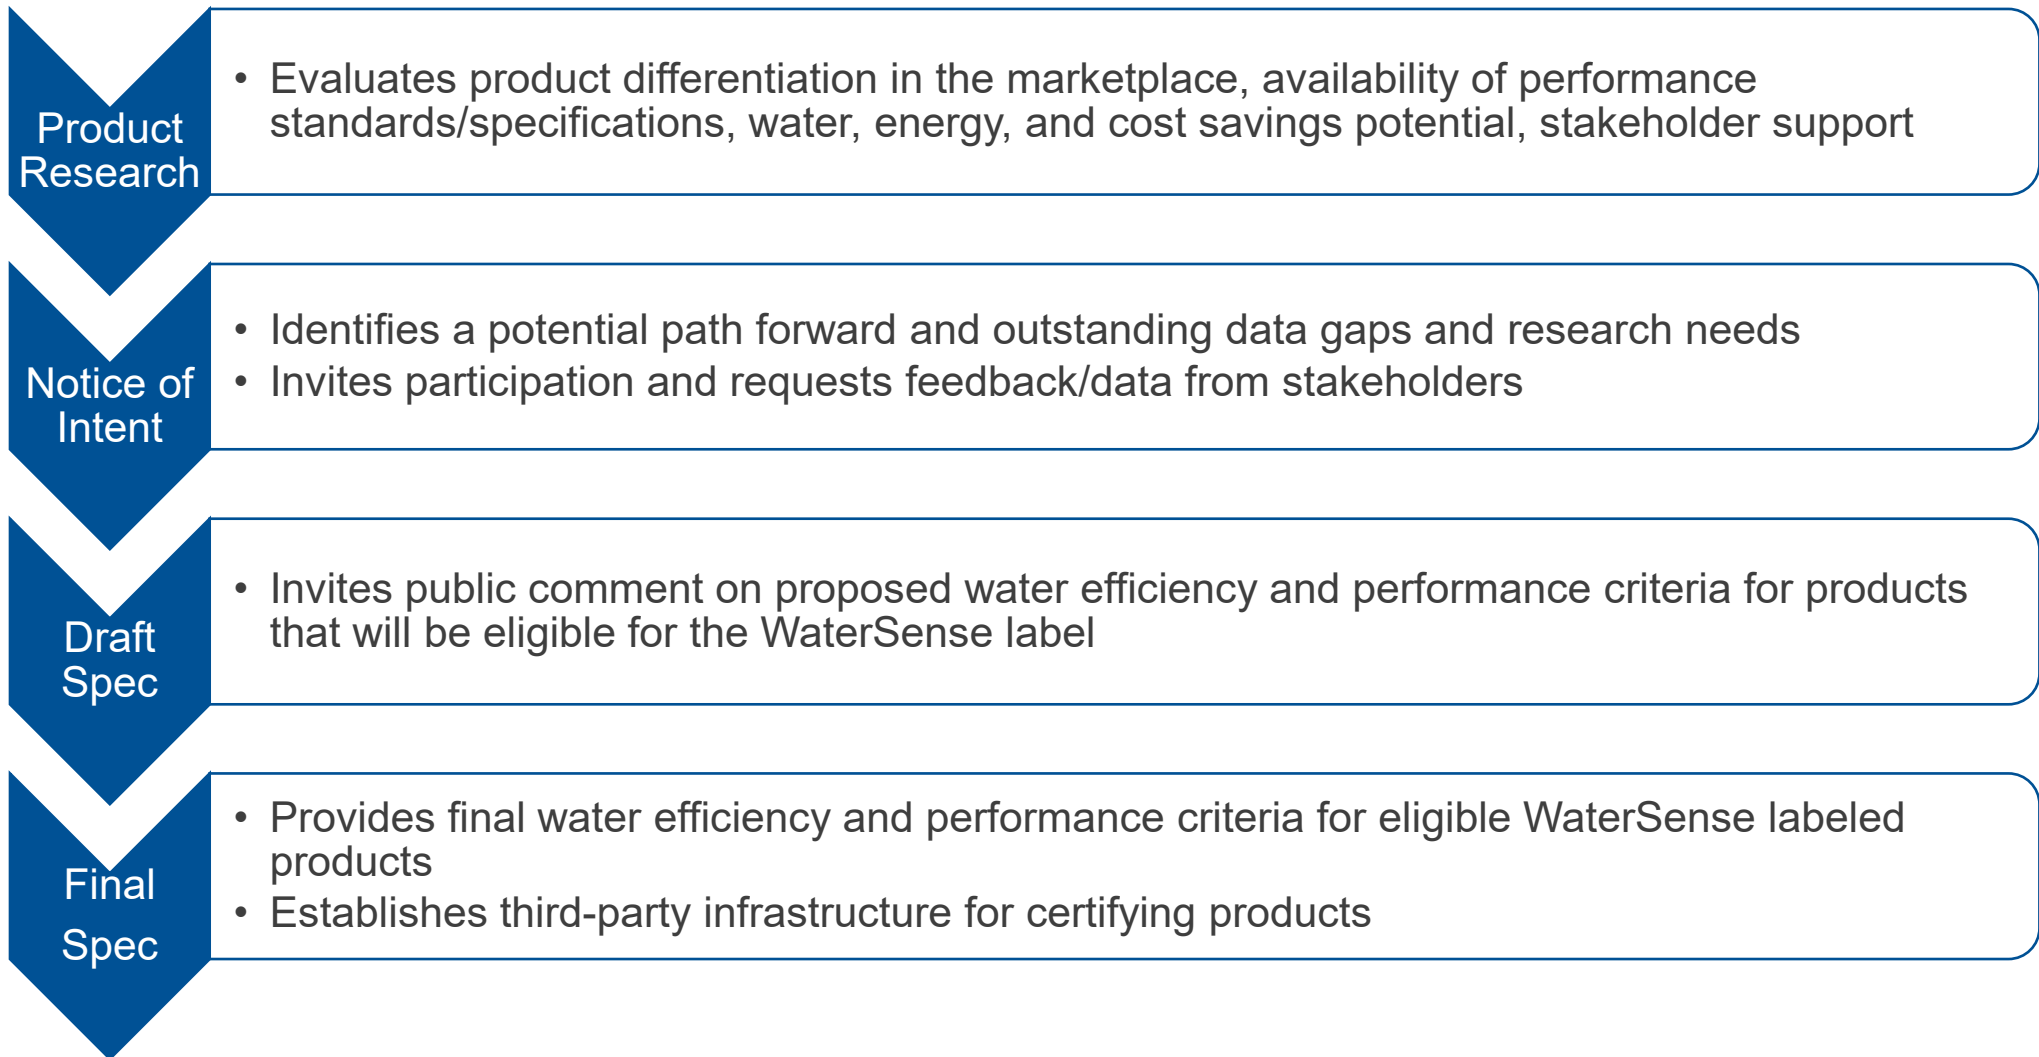 Product
Research
• Evaluates product differentiation in the marketplace, availability of performance
standards/specifications, water, energy, and cost savings potential, stakeholder support
Notice of
Intent
• Identifies a potential path forward and outstanding data gaps and research needs
• Invites participation and requests feedback/data from stakeholders
Draft
Spec
• Invites public comment on proposed water efficiency and performance criteria for products
that will be eligible for the WaterSense label
Final
Spec
• Provides final water efficiency and performance criteria for eligible WaterSense labeled
products
• Establishes third-party infrastructure for certifying products